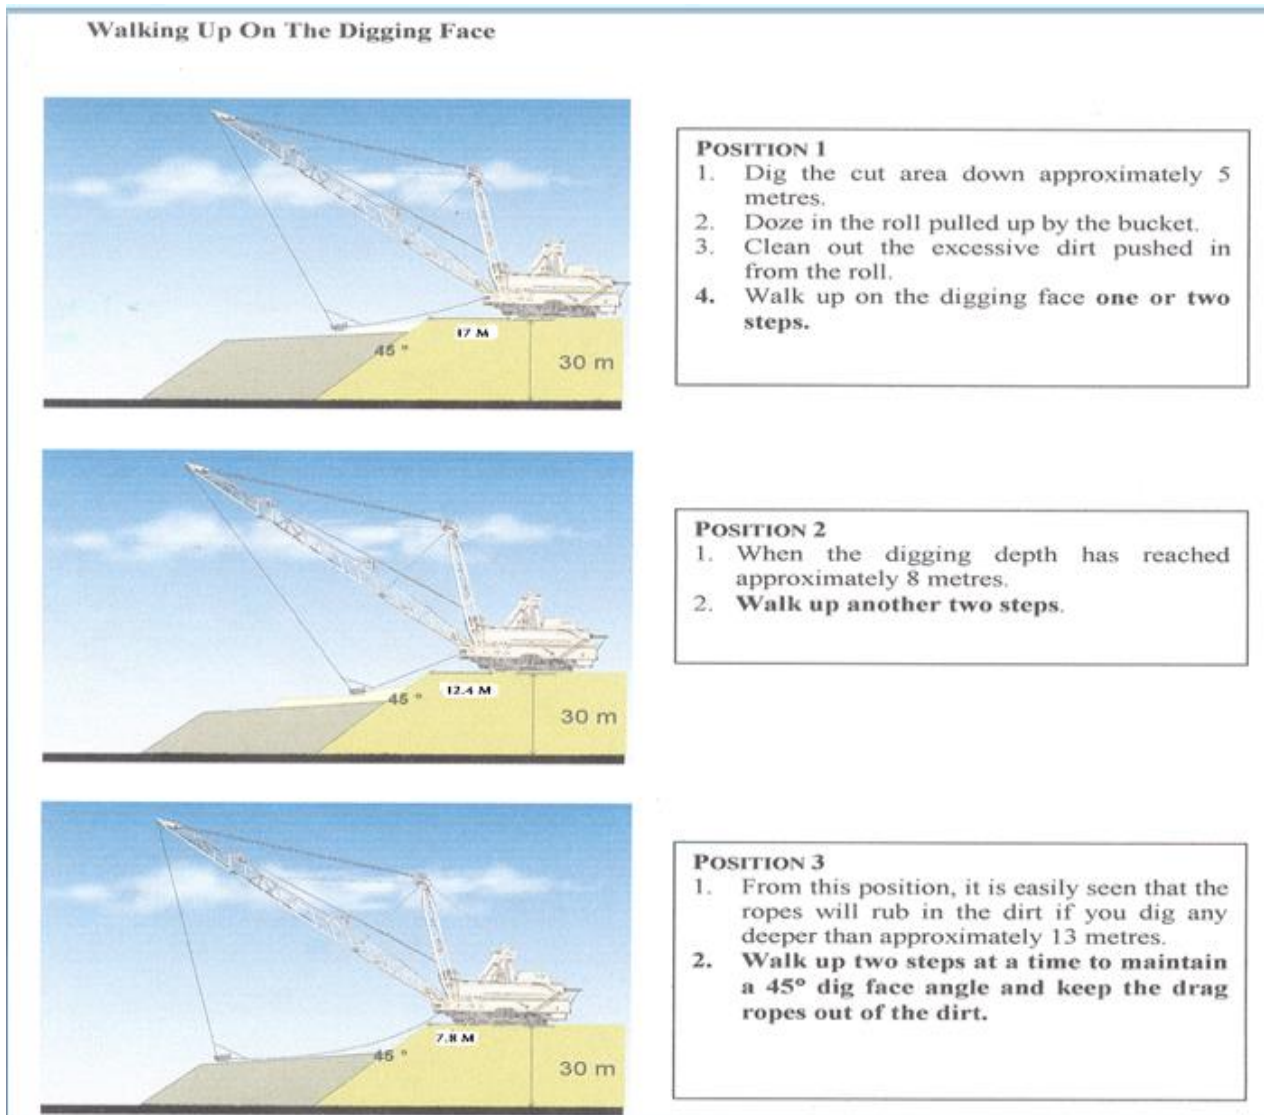 Walking Up On The Digging Face
17 M
45 °
30 m
POSITION 1
1. Dig the cut area down approximately 5
metres.
2. Doze in the roll pulled up by the bucket.
3. Clean out the excessive dirt pushed in
from the roll.
4. Walk up on the digging face one or two
steps.
12.4 M
45 °
30 m
POSITION 2
1. When the digging depth has reached
approximately 8 metres.
2. Walk up another two steps.
7.8 M
45 °
30 m
POSITION 3
1. From this position, it is easily seen that the
ropes will rub in the dirt if you dig any
deeper than approximately 13 metres.
2. Walk up two steps at a time to maintain
a 45° dig face angle and keep the drag
ropes out of the dirt.